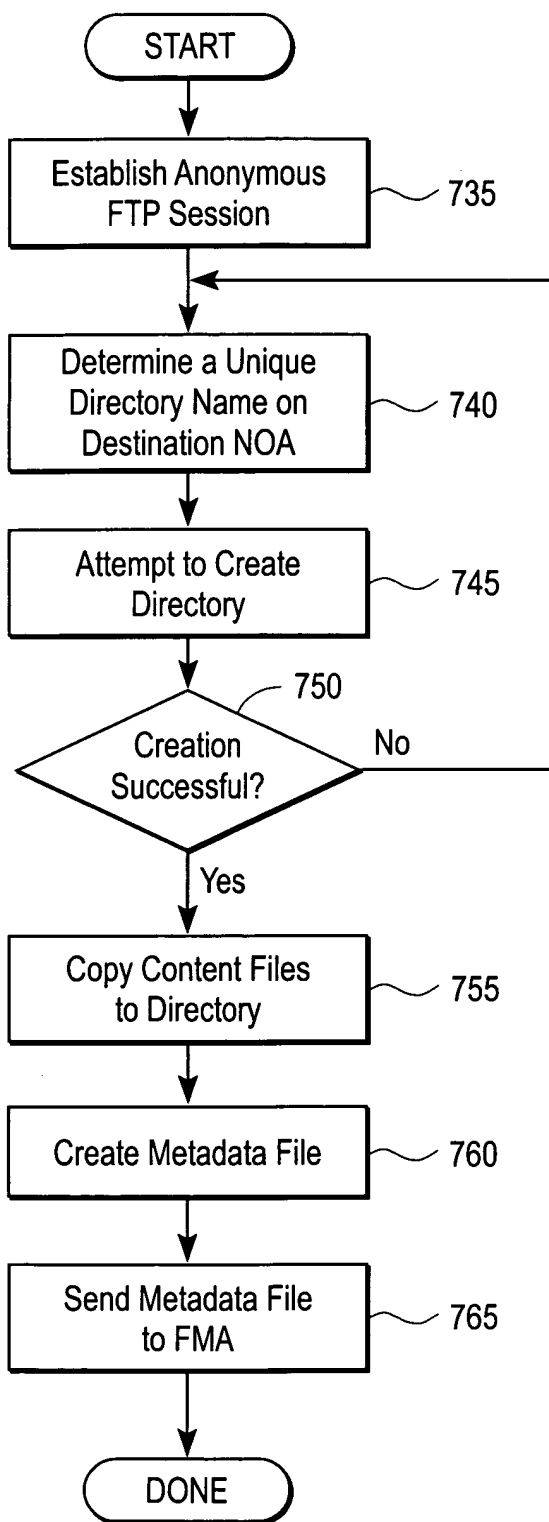 START
Establish Anonymous
FTP Session
735
Determine a Unique
Directory Name on
Destination NOA
740
Attempt to Create
Directory
745
750
Creation
Successful?
No
Yes
Copy Content Files
to Directory
755
Create Metadata File
760
Send Metadata File
to FMA
765
DONE